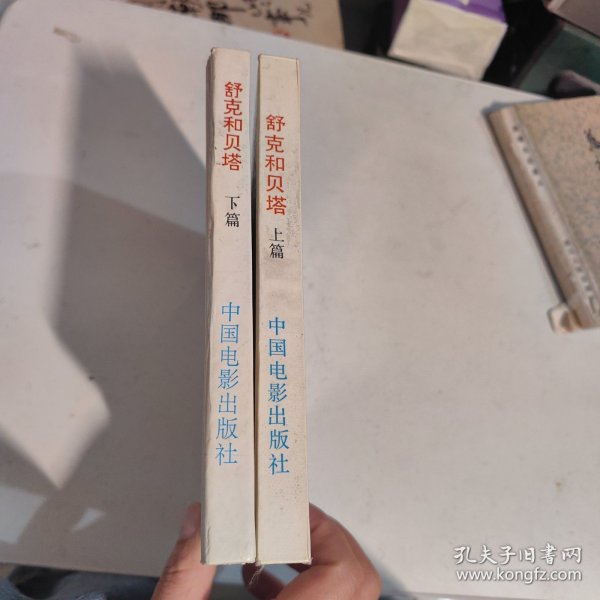 舒克和贝塔 下篇
中国电影出版社
舒克和贝塔 上篇
中国电影出版社
孔夫子旧书网
www.kongfz.com